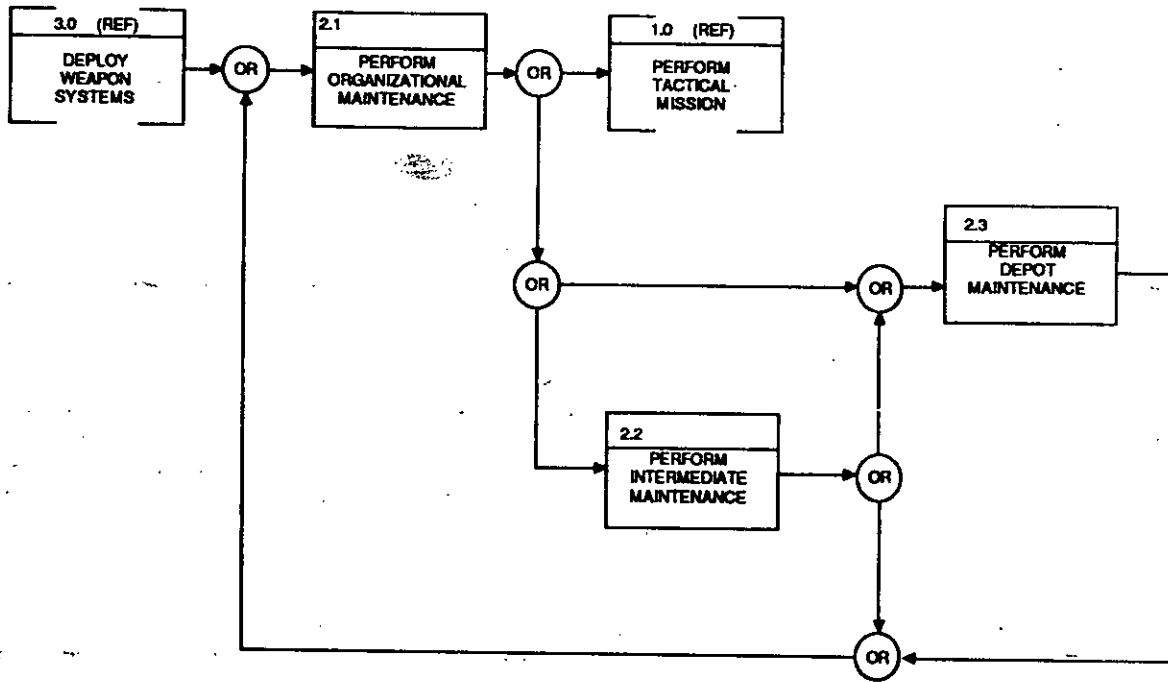 3.0 (REF)
DEPLOY
WEAPON
SYSTEMS
OR
2.1
PERFORM
ORGANIZATIONAL
MAINTENANCE
OR
1.0 (REF)
PERFORM
TACTICAL
MISSION
OR
OR
2.3
PERFORM
DEPOT
MAINTENANCE
2.2
PERFORM
INTERMEDIATE
MAINTENANCE
OR
OR